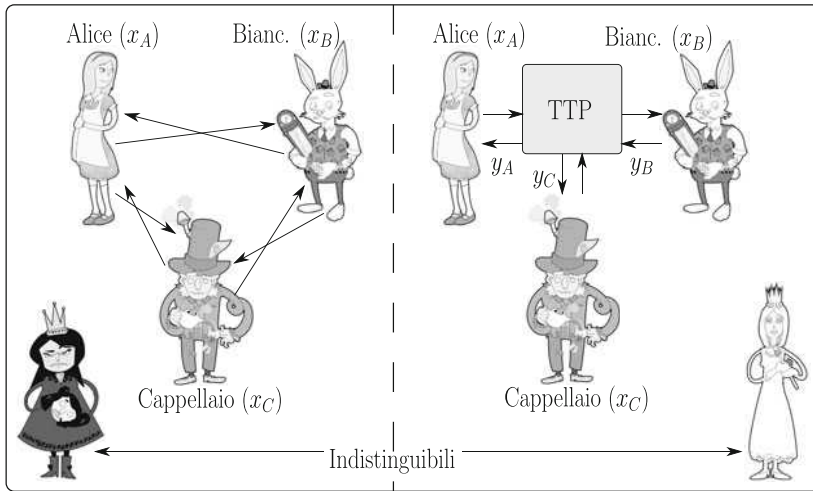 Alice (x_A)
Bianc. (x_B)
Cappellaio (x_C)
Alice (x_A)
Bianc. (x_B)
TTP
y_A
y_C
y_B
Cappellaio (x_C)
Indistinguibili